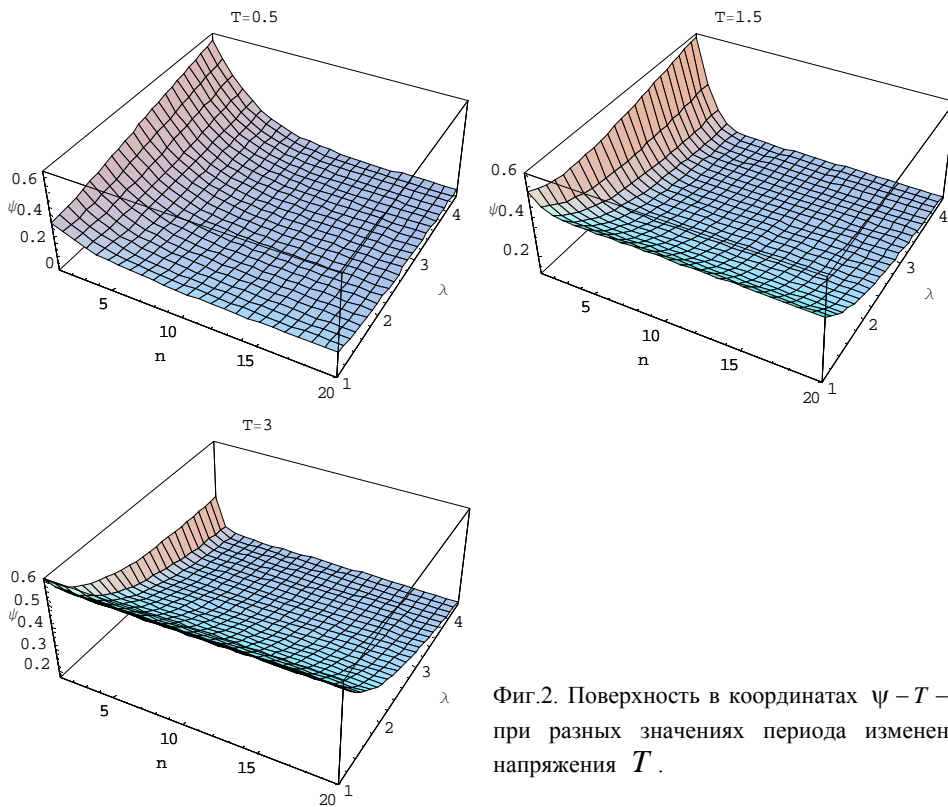 T=0.5
0.6
ψ0.4
0.2
0
5
10
15
20
n
1
2
3
4
λ
T=1.5
0.6
ψ0.4
0.2
5
10
15
20
n
1
2
3
4
λ
T=3
0.6
0.5
ψ0.4
0.3
0.2
5
10
15
20
n
1
2
3
4
λ
Фиг.2. Поверхность в координатах ψ – T –
при разных значениях периода изменен
напряжения T .